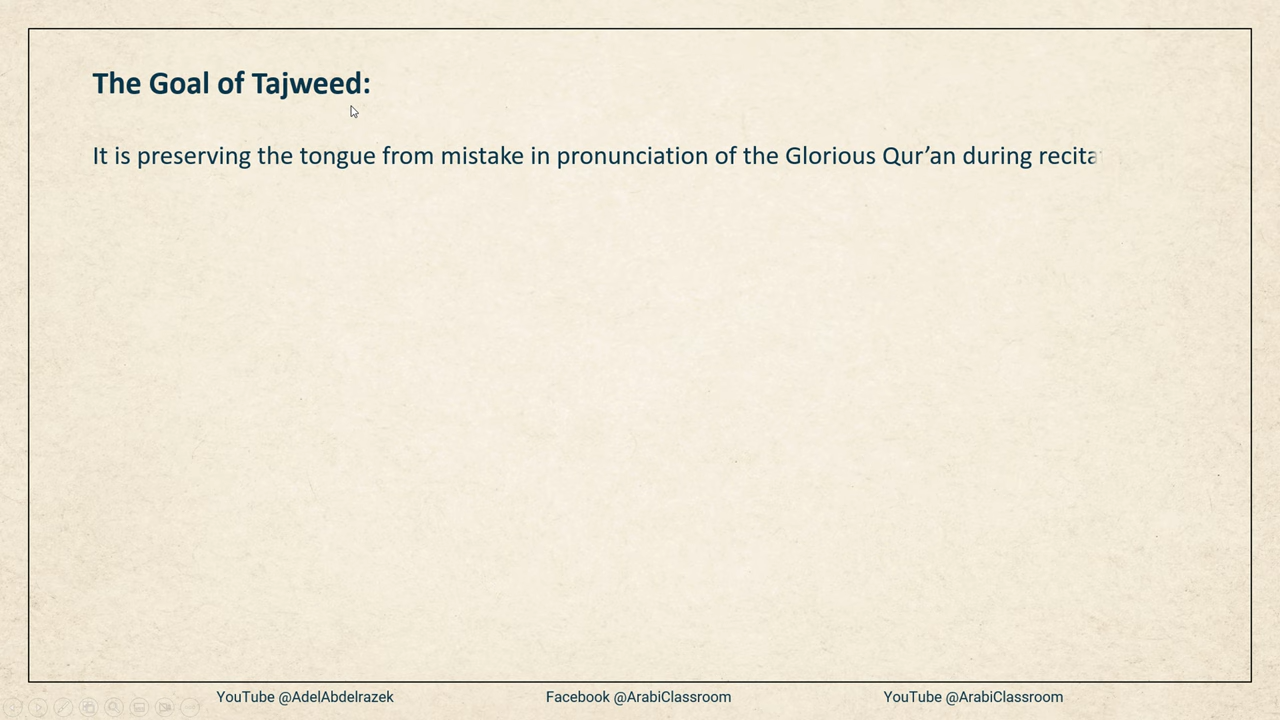 The Goal of Tajweed:
It is preserving the tongue from mistake in pronunciation of the Glorious Qur’an during recita
YouTube @AdelAbdelrazek
Facebook @ArabiClassroom
YouTube @ArabiClassroom